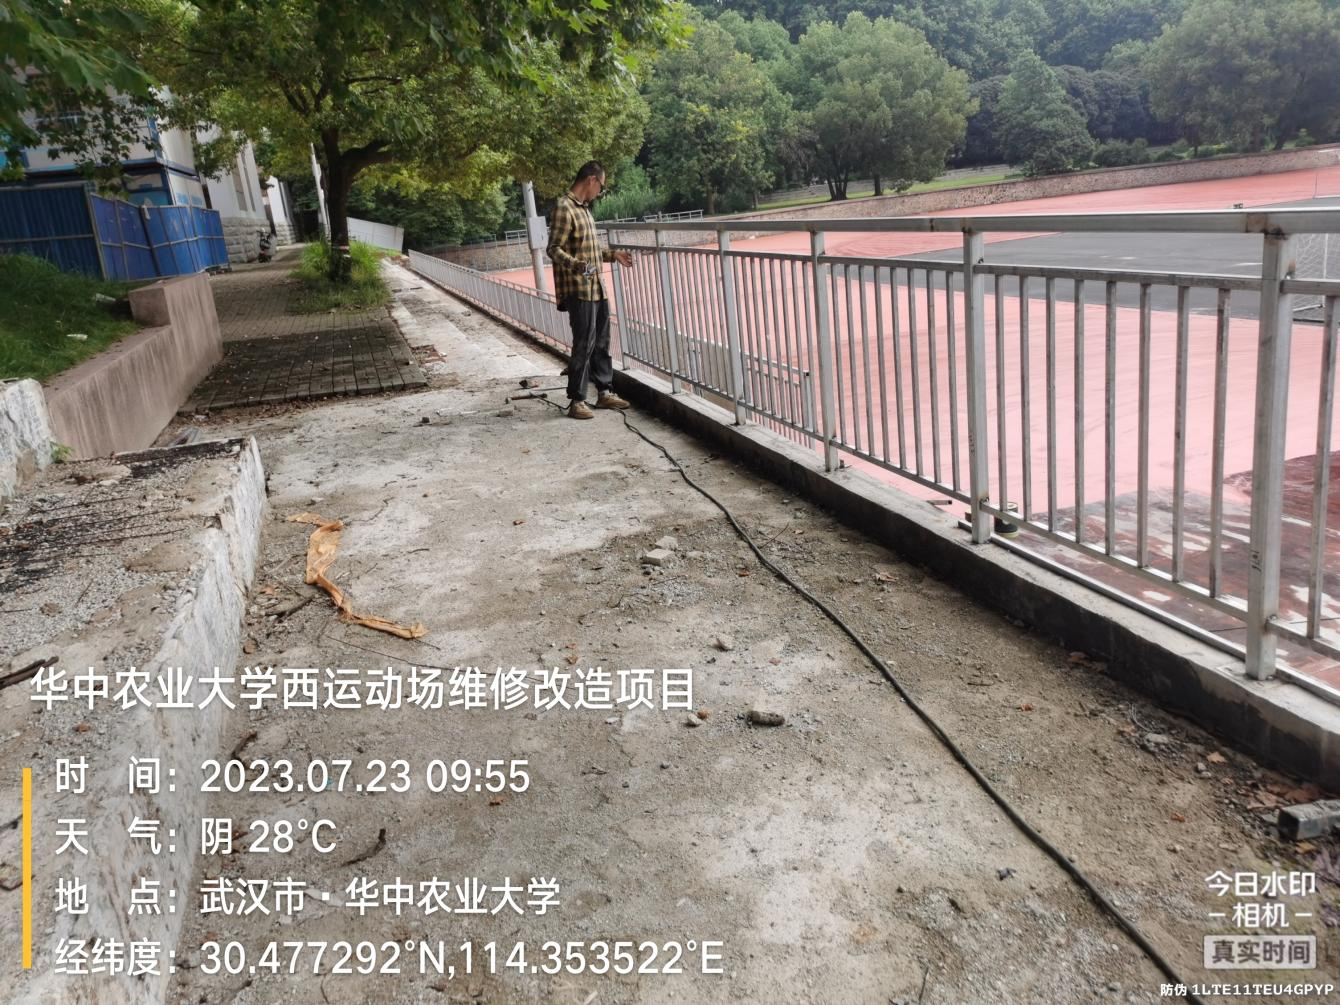 华中农业大学西运动场维修改造项目
时 间：2023.07.23 09:55
天 气：阴 28℃
地 点：武汉市·华中农业大学
经纬度：30.477292°N,114.353522°E
今日水印
-相机-
真实时间
防伪 1LTE11TEU4GPYP